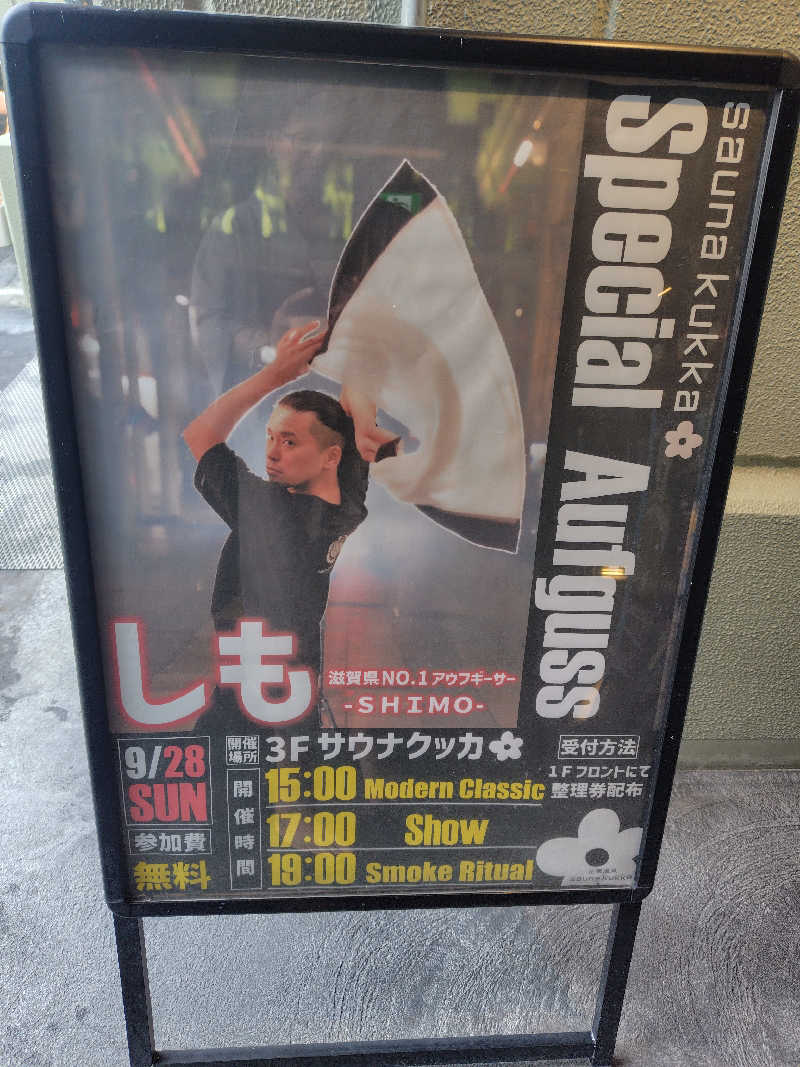 sauna kukka
Special Aufguss
しも
滋賀県NO.1アウフギーサー
-SHIMO-
9/28
SUN
参加費
無料
開催場所
3F サウナクッカ
開催時間
15:00 Modern Classic
17:00 Show
19:00 Smoke Ritual
受付方法
1Fフロントにて
整理券配布
sauna kukka